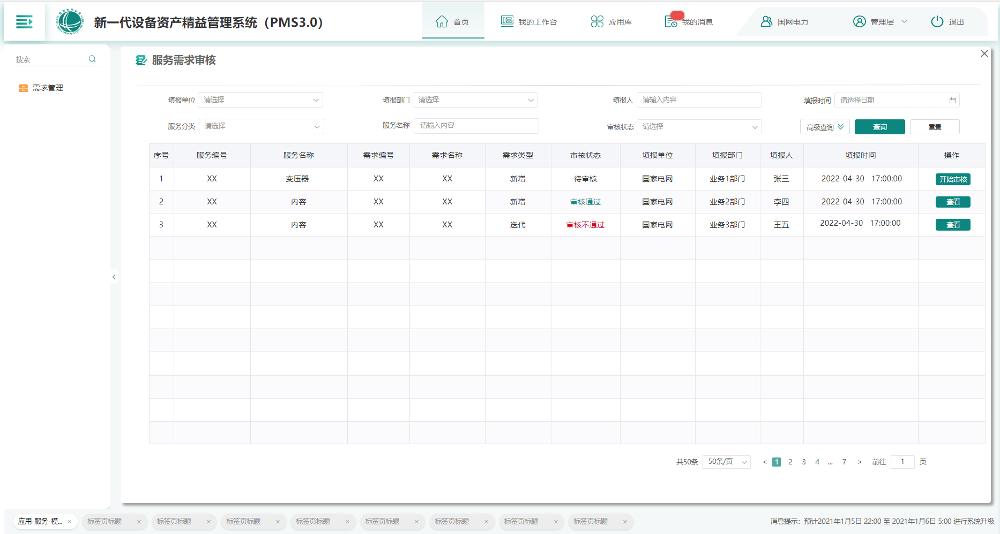 新一代设备资产精益管理系统（PMS3.0）
首页
我的工作台
应用库
我的消息
国网电力
管理层
退出
搜索
需求管理
服务需求审核
填报单位 请选择 填报部门 请选择 填报人 请输入内容 填报时间 请选择日期
服务分类 请选择 服务名称 请输入内容 审核状态 请选择 高级查询 查询 重置
序号 服务编号 服务名称 需求编号 需求名称 需求类型 审核状态 填报单位 填报部门 填报人 填报时间 操作
1 XX 变压器 XX XX 新增 待审核 国家电网 业务1部门 张三 2022-04-30 17:00:00 开始审核
2 XX 内容 XX XX 新增 审核通过 国家电网 业务2部门 李四 2022-04-30 17:00:00 查看
3 XX 内容 XX XX 迭代 审核不通过 国家电网 业务3部门 王五 2022-04-30 17:00:00 查看
共50条 50条/页 < 1 2 3 4 ... 7 > 前往 1 页
应用-服务-模... × 标签页标题 × 标签页标题 × 标签页标题 × 标签页标题 × 标签页标题 × 标签页标题 × 标签页标题 × 标签页标题 ×
消息提示：预计2021年1月5日 22:00 至 2021年1月6日 5:00 进行系统升级